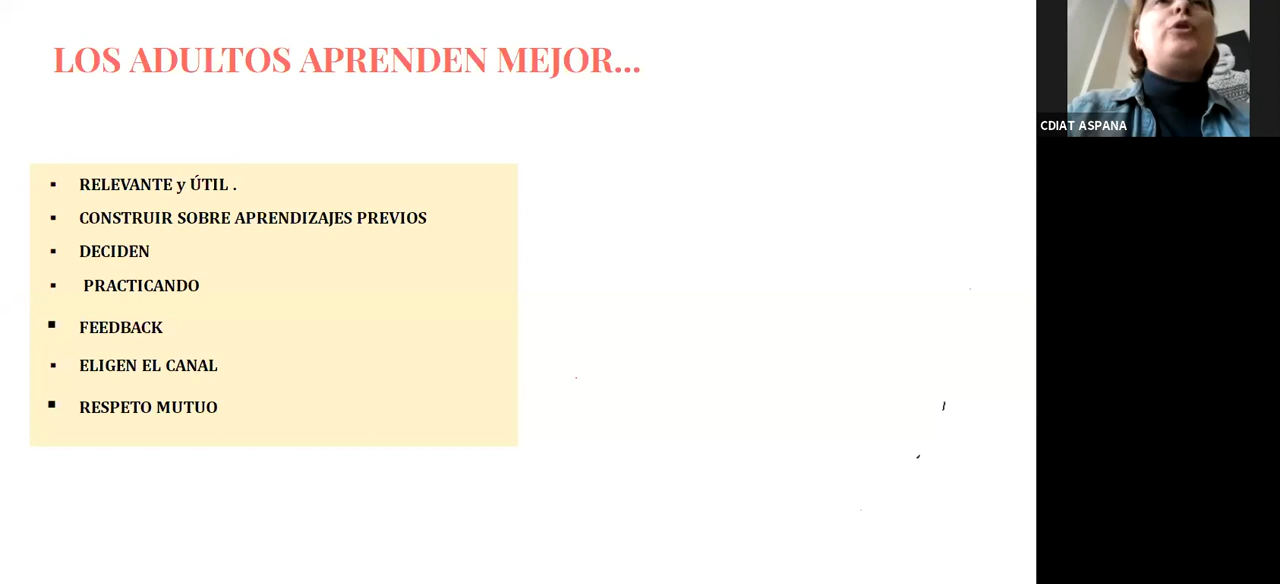 LOS ADULTOS APRENDEN MEJOR...
CDIAT ASPANA
▪ RELEVANTE y ÚTIL .
▪ CONSTRUIR SOBRE APRENDIZAJES PREVIOS
▪ DECIDEN
▪ PRACTICANDO
▪ FEEDBACK
▪ ELIGEN EL CANAL
▪ RESPETO MUTUO